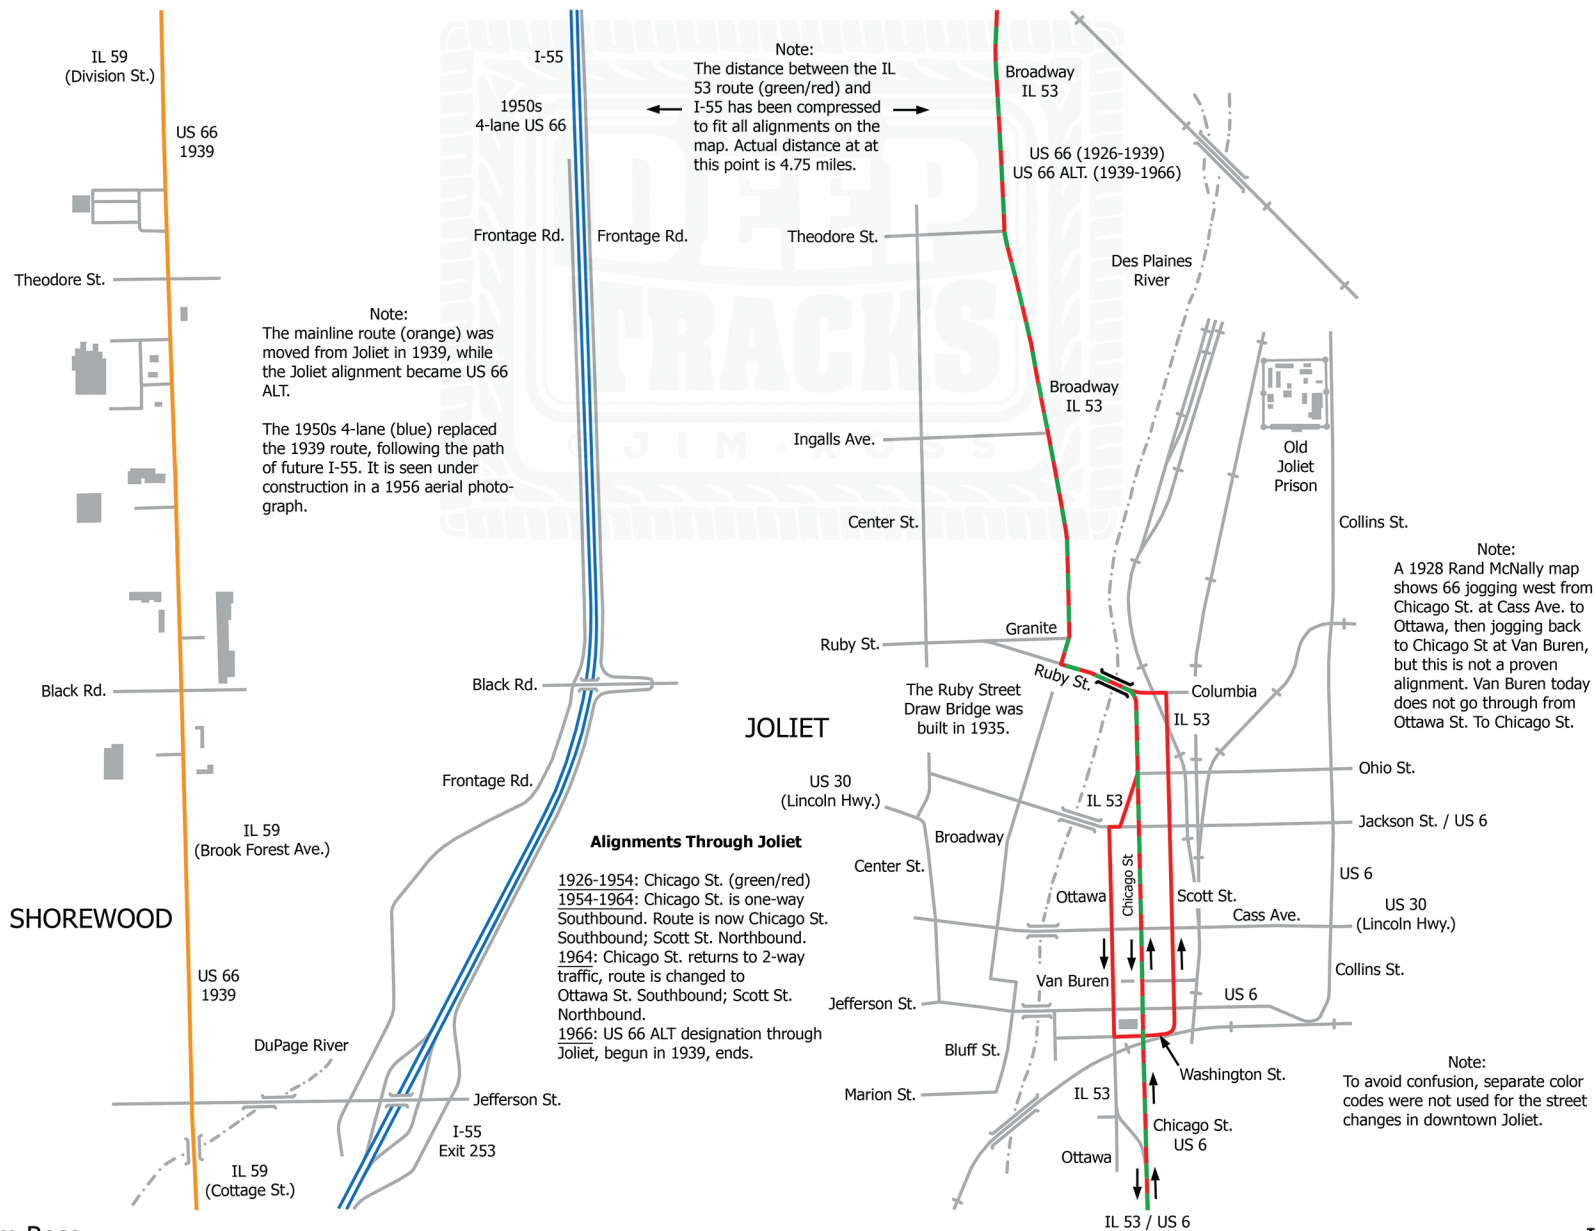 IL 59
(Division St.)
US 66
1939
Theodore St.
Note:
The mainline route (orange) was
moved from Joliet in 1939, while
the Joliet alignment became US 66
ALT.
The 1950s 4-lane (blue) replaced
the 1939 route, following the path
of future I-55. It is seen under
construction in a 1956 aerial photo-
graph.
Black Rd.
IL 59
(Brook Forest Ave.)
SHOREWOOD
US 66
1939
DuPage River
IL 59
(Cottage St.)
I-55
1950s
4-lane US 66
Frontage Rd.
Frontage Rd.
Black Rd.
Frontage Rd.
Jefferson St.
I-55
Exit 253
Note:
The distance between the IL
53 route (green/red) and
I-55 has been compressed
to fit all alignments on the
map. Actual distance at at
this point is 4.75 miles.
DEEP
TRACKS
©JIM-ROSS
Alignments Through Joliet
1926-1954: Chicago St. (green/red)
1954-1964: Chicago St. is one-way
Southbound. Route is now Chicago St.
Southbound; Scott St. Northbound.
1964: Chicago St. returns to 2-way
traffic, route is changed to
Ottawa St. Southbound; Scott St.
Northbound.
1966: US 66 ALT designation through
Joliet, begun in 1939, ends.
Broadway
IL 53
US 66 (1926-1939)
US 66 ALT. (1939-1966)
Theodore St.
Des Plaines
River
Broadway
IL 53
Ingalls Ave.
Center St.
Old
Joliet
Prison
Collins St.
Note:
A 1928 Rand McNally map
shows 66 jogging west from
Chicago St. at Cass Ave. to
Ottawa, then jogging back
to Chicago St at Van Buren,
but this is not a proven
alignment. Van Buren today
does not go through from
Ottawa St. To Chicago St.
Granite
Ruby St.
Ruby St.
The Ruby Street
Draw Bridge was
built in 1935.
JOLIET
Columbia
IL 53
Ohio St.
US 30
(Lincoln Hwy.)
IL 53
Jackson St. / US 6
Broadway
Center St.
US 6
Ottawa
Chicago St
Scott St.
Cass Ave.
US 30
(Lincoln Hwy.)
Van Buren
Collins St.
US 6
Jefferson St.
Bluff St.
Washington St.
Marion St.
IL 53
Chicago St.
US 6
Ottawa
IL 53 / US 6
Note:
To avoid confusion, separate color
codes were not used for the street
changes in downtown Joliet.